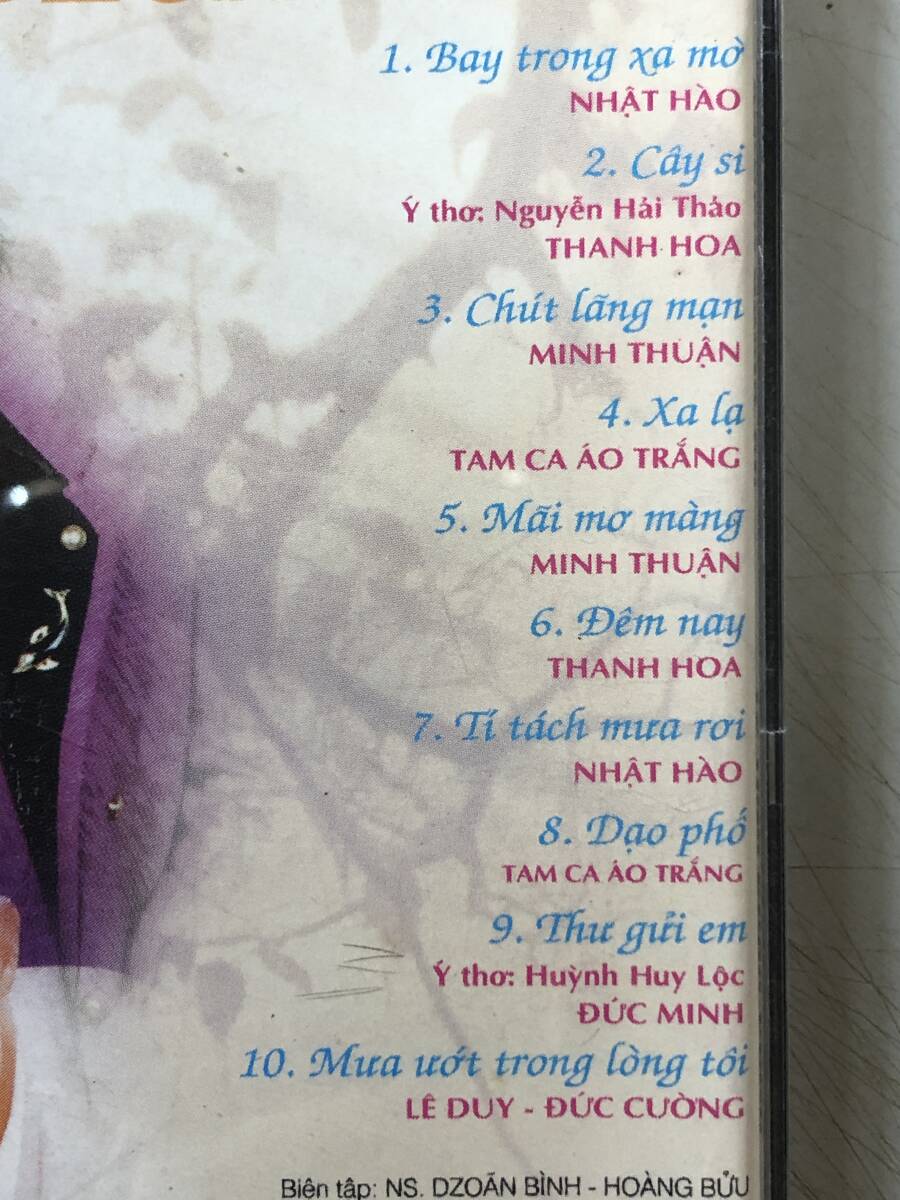 1. Bay trong xa mờ
NHẬT HÀO
2. Cây si
Ý thơ: Nguyễn Hải Thảo
THANH HOA
3. Chút lãng mạn
MINH THUẬN
4. Xa lạ
TAM CA ÁO TRẮNG
5. Mãi mơ màng
MINH THUẬN
6. Đêm nay
THANH HOA
7. Tí tách mưa rơi
NHẬT HÀO
8. Dạo phố
TAM CA ÁO TRẮNG
9. Thư gửi em
Ý thơ: Huỳnh Huy Lộc
ĐỨC MINH
10. Mưa ướt trong lòng tôi
LÊ DUY - ĐỨC CƯỜNG
Biên tập: NS. DZOÃN BÌNH - HOÀNG BỬU